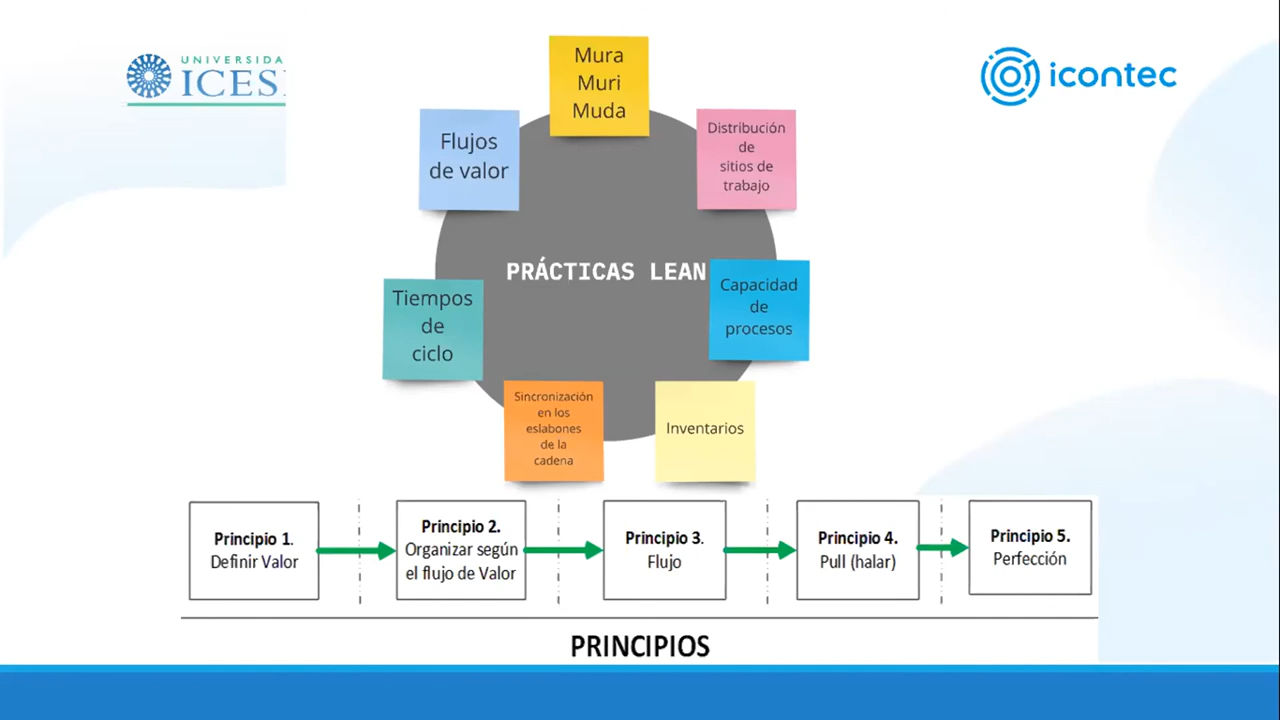 UNIVERSIDA
ICESI
icontec
Mura
Muri
Muda
Flujos
de valor
Distribución
de
sitios de
trabajo
PRÁCTICAS LEAN
Tiempos
de
ciclo
Capacidad
de
procesos
Sincronización
en los
eslabones
de la
cadena
Inventarios
Principio 1.
Definir Valor
Principio 2.
Organizar según
el flujo de Valor
Principio 3.
Flujo
Principio 4.
Pull (halar)
Principio 5.
Perfección
PRINCIPIOS